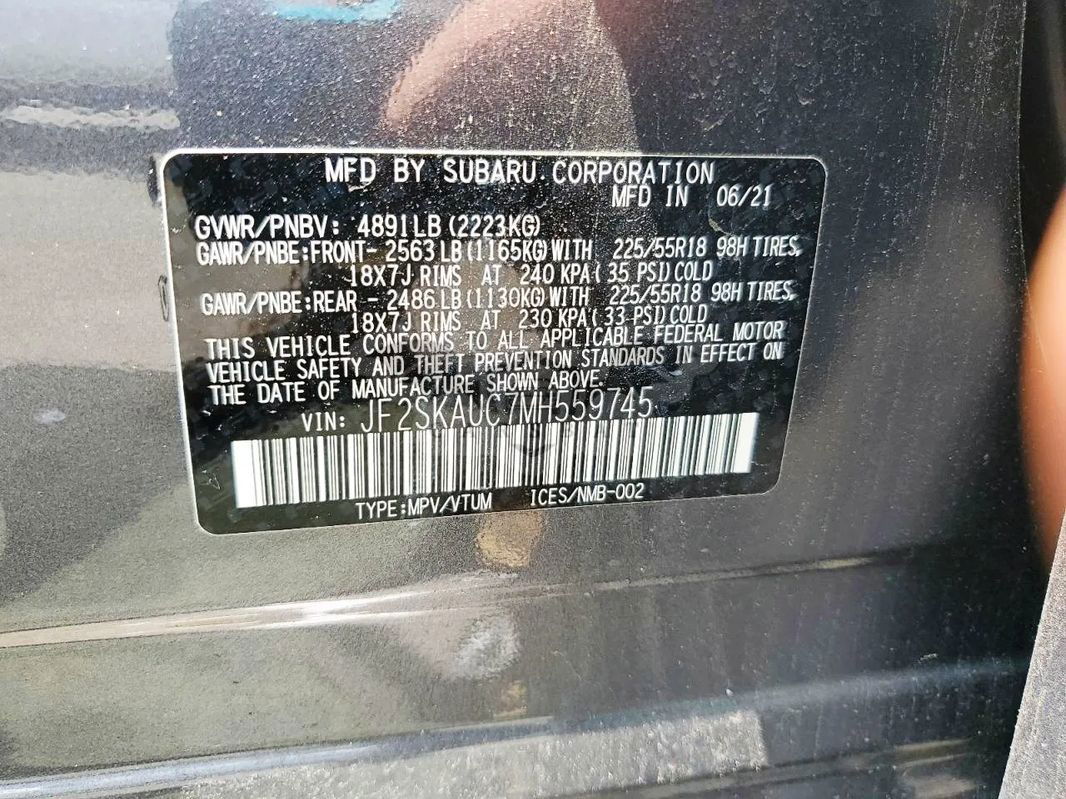 MFD BY SUBARU CORPORATION
MFD IN 06/21
GVWR/PNBV: 4891LB (2223KG)
GAWR/PNBE:FRONT- 2563 LB (1165KG) WITH 225/55R18 98H TIRES,
18X7J RIMS AT 240 KPA ( 35 PSI) COLD
GAWR/PNBE:REAR - 2486 LB (1130KG) WITH 225/55R18 98H TIRES,
18X7J RIMS AT 230 KPA ( 33 PSI) COLD
THIS VEHICLE CONFORMS TO ALL APPLICABLE FEDERAL MOTOR
VEHICLE SAFETY AND THEFT PREVENTION STANDARDS IN EFFECT ON
THE DATE OF MANUFACTURE SHOWN ABOVE.
VIN: JF2SKAUC7MH559745
TYPE:MPV/VTUM ICES/NMB-002